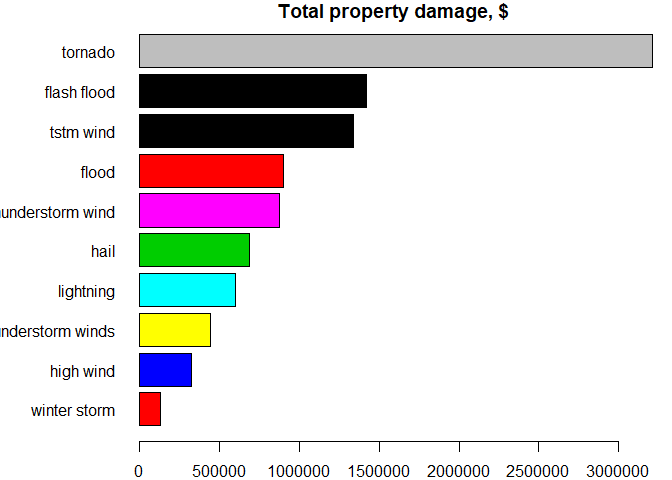 Total property damage, $
tornado
flash flood
tstm wind
flood
understorm wind
hail
lightning
nderstorm winds
high wind
winter storm
0 500000 1000000 1500000 2000000 2500000 3000000